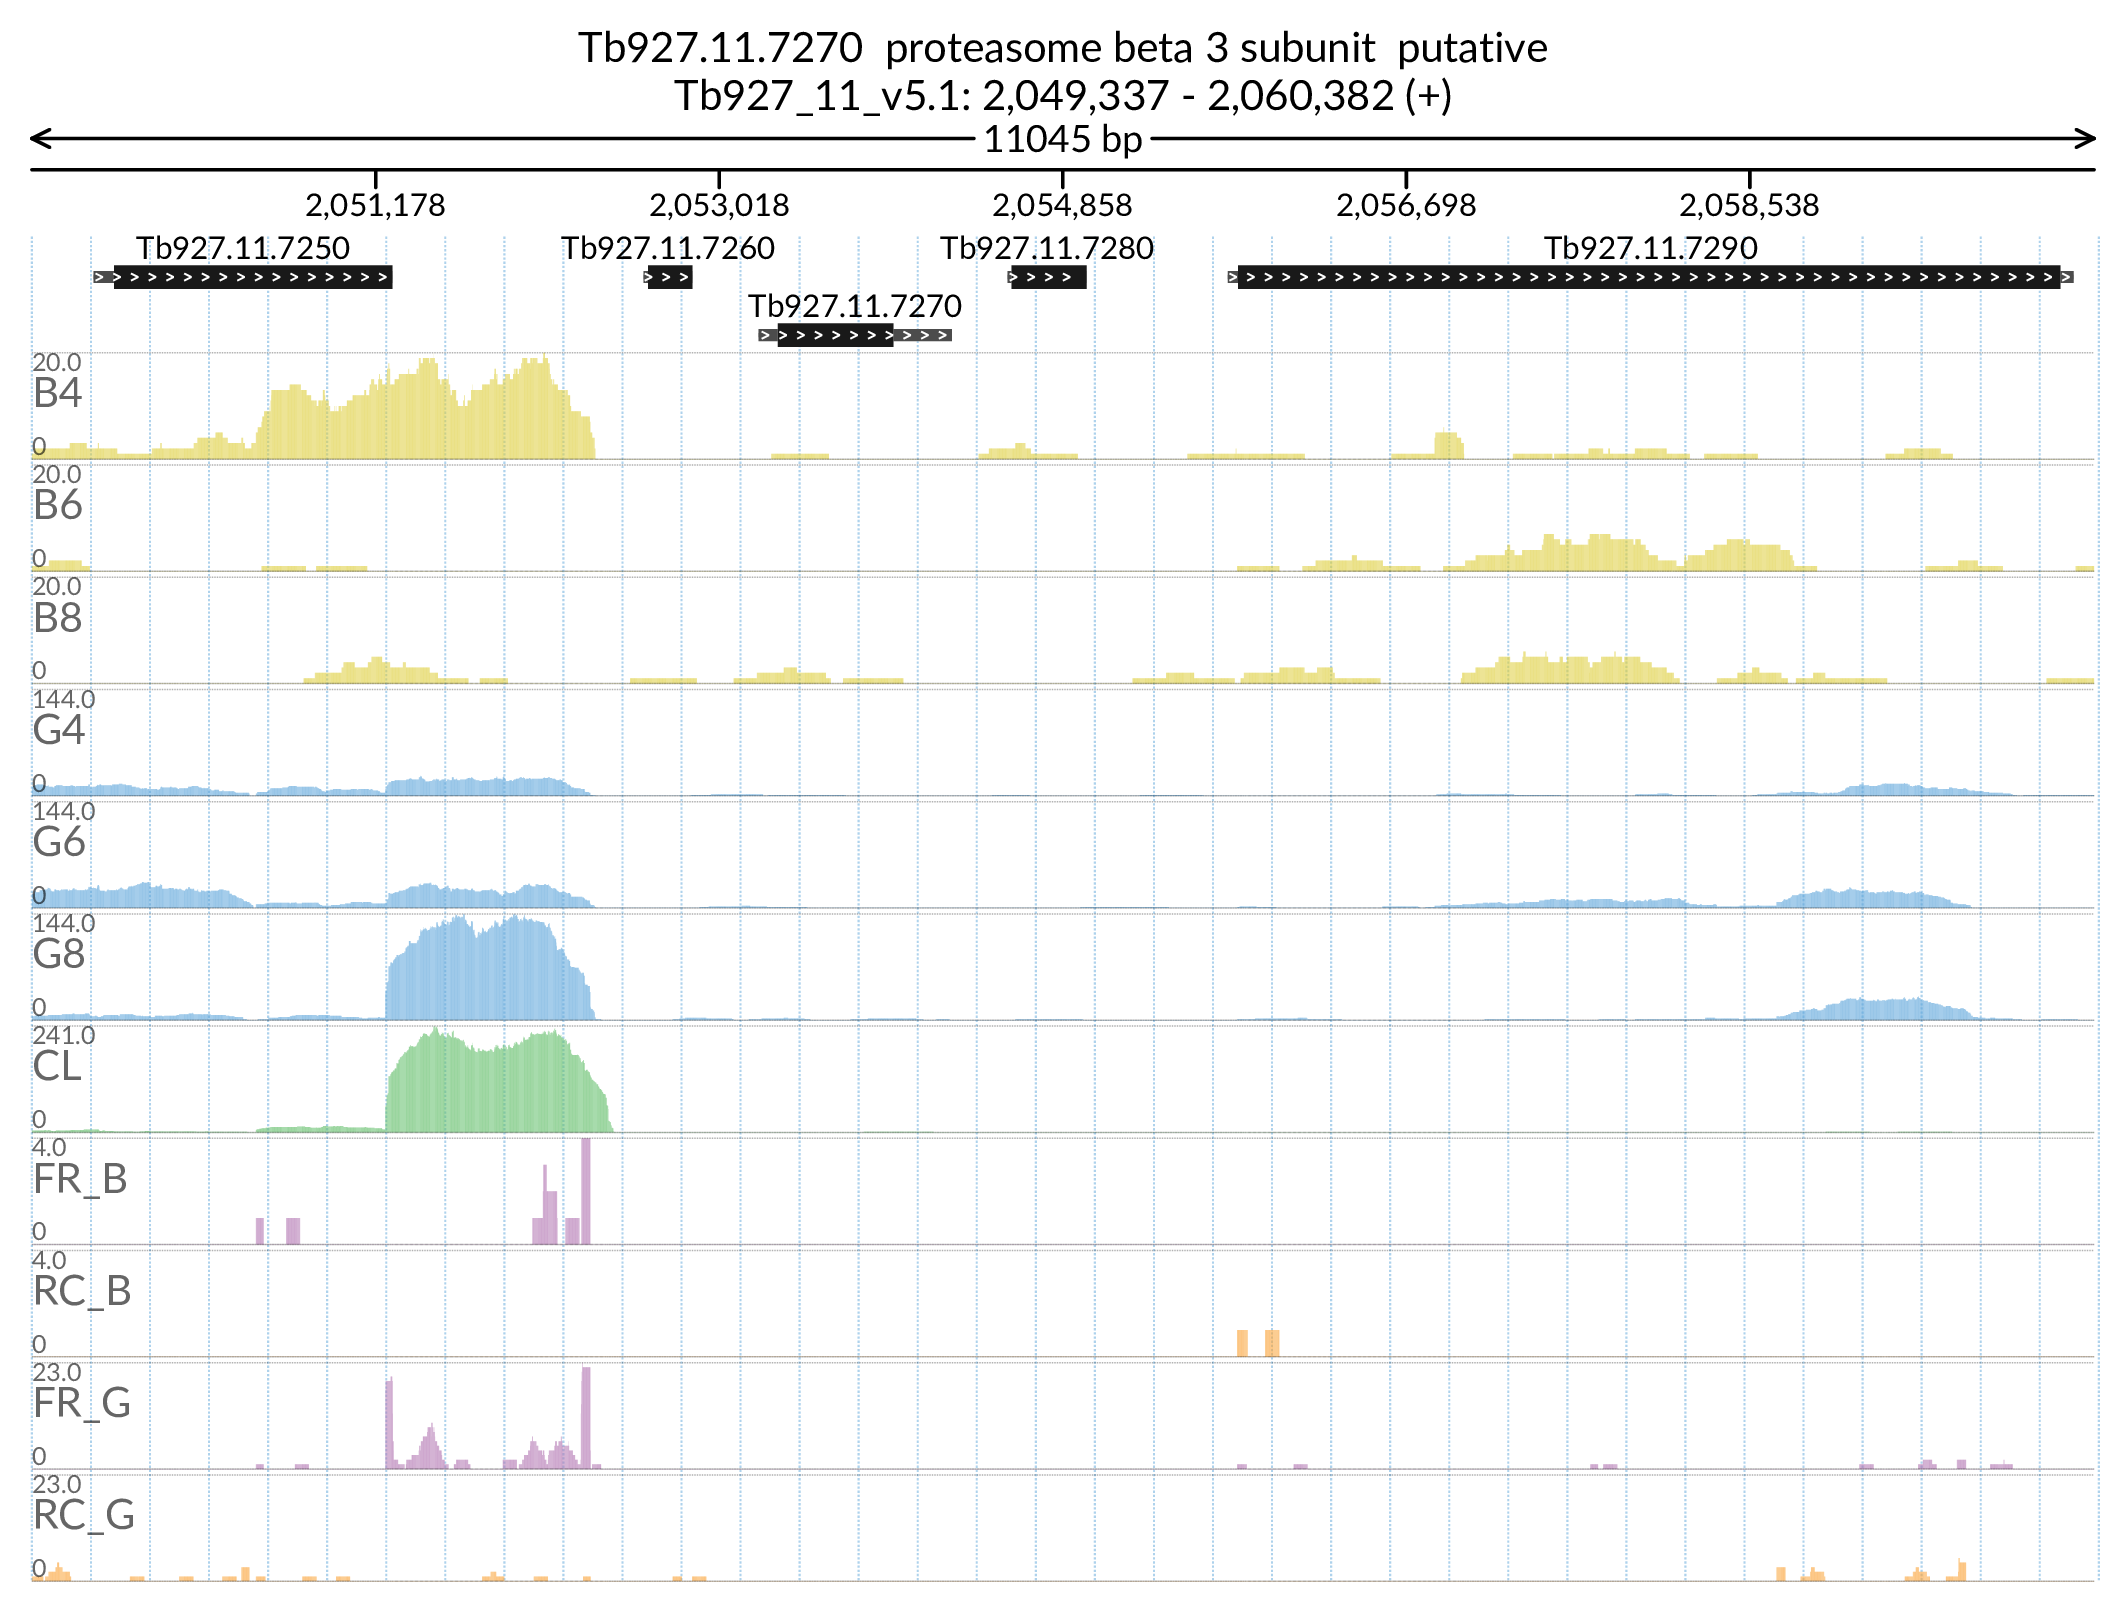 Tb927.11.7270  proteasome beta 3 subunit  putative
Tb927_11_v5.1: 2,049,337 - 2,060,382 (+)
11045 bp
2,051,178 2,053,018 2,054,858 2,056,698 2,058,538
Tb927.11.7250 Tb927.11.7260 Tb927.11.7280 Tb927.11.7290
Tb927.11.7270
20.0
B4
0
20.0
B6
0
20.0
B8
0
144.0
G4
0
144.0
G6
0
144.0
G8
0
241.0
CL
0
4.0
FR_B
0
4.0
RC_B
0
23.0
FR_G
0
23.0
RC_G
0